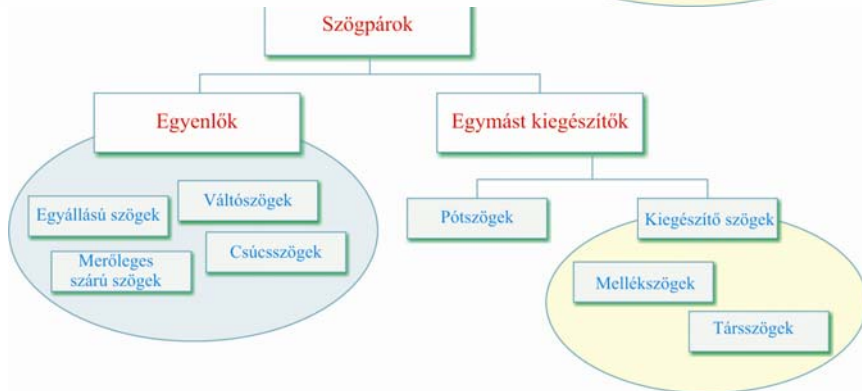 Szögpárok
Egyenlők
Egymást kiegészítők
Egyállású szögek
Váltószögek
Merőleges
szárú szögek
Csúcsszögek
Pótszögek
Kiegészítő szögek
Mellékszögek
Társszögek